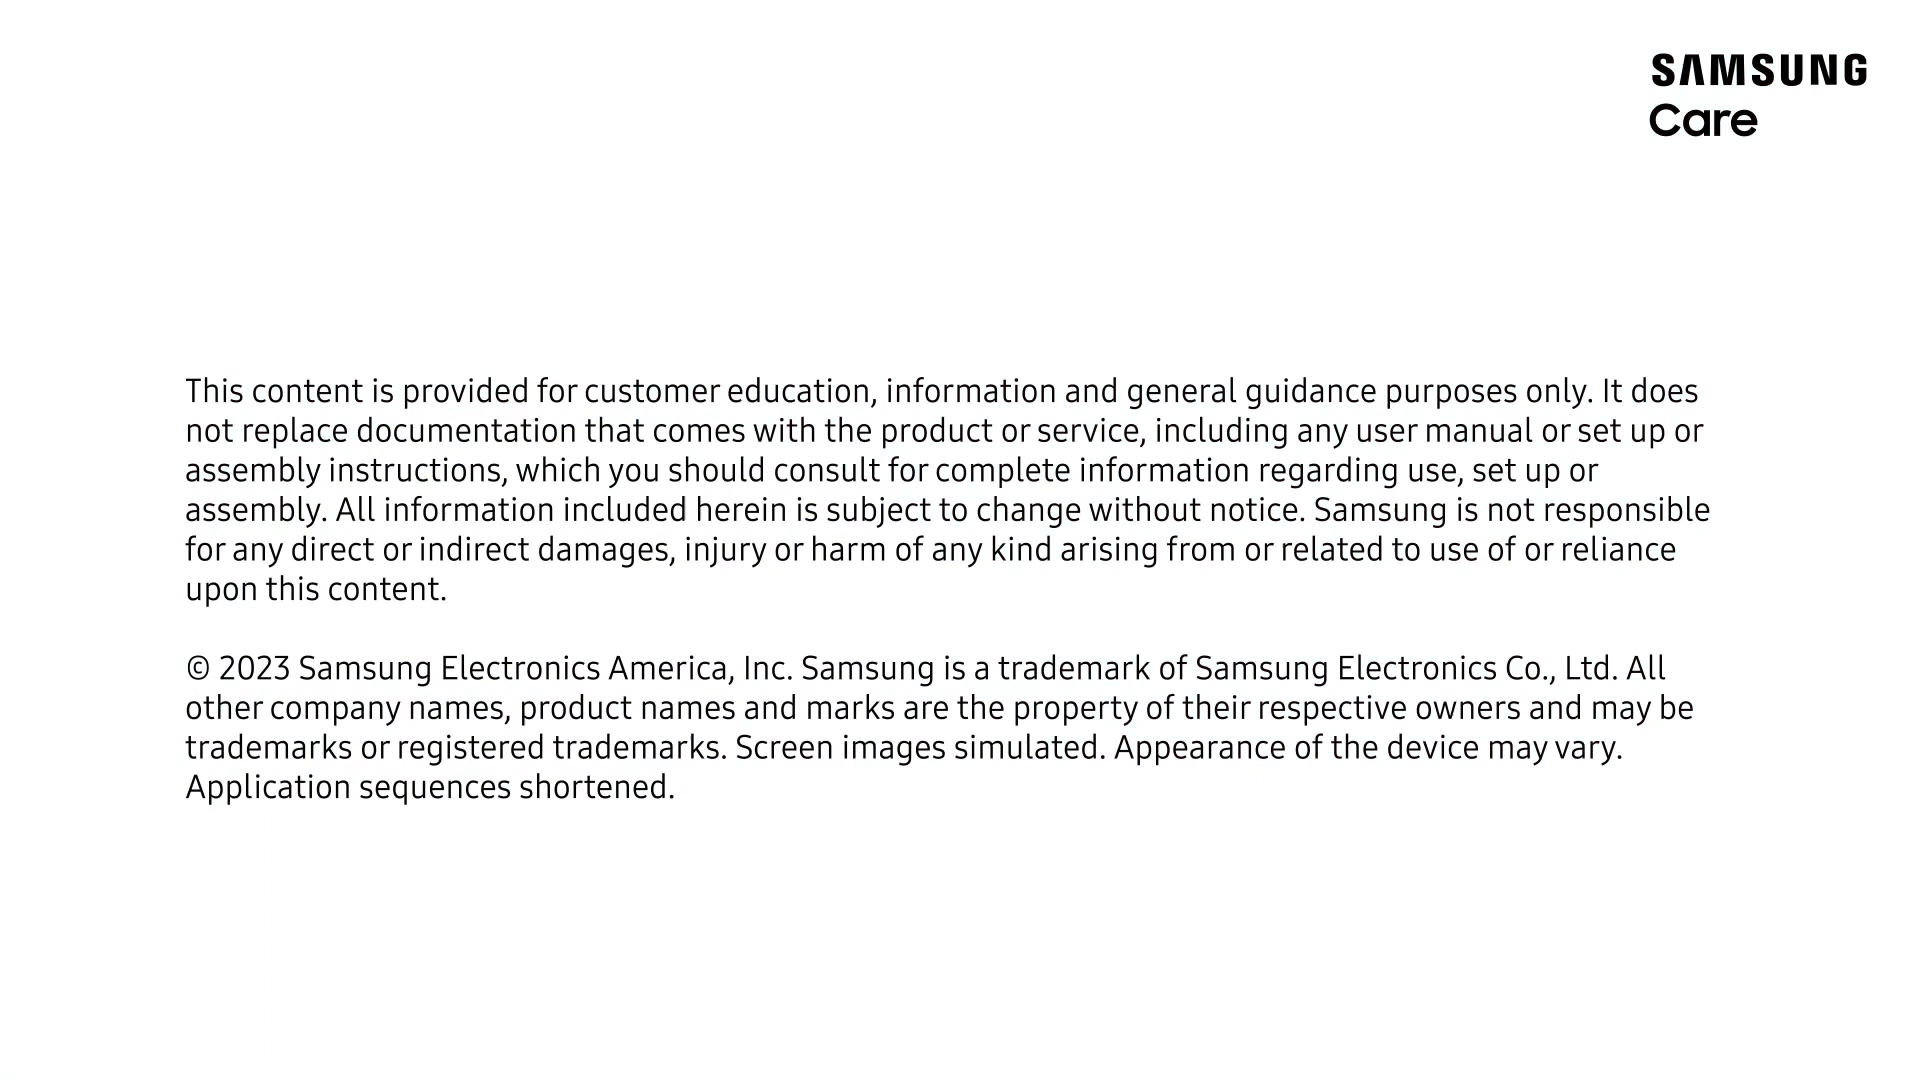 SAMSUNG
Care
This content is provided for customer education, information and general guidance purposes only. It does
not replace documentation that comes with the product or service, including any user manual or set up or
assembly instructions, which you should consult for complete information regarding use, set up or
assembly. All information included herein is subject to change without notice. Samsung is not responsible
for any direct or indirect damages, injury or harm of any kind arising from or related to use of or reliance
upon this content.
© 2023 Samsung Electronics America, Inc. Samsung is a trademark of Samsung Electronics Co., Ltd. All
other company names, product names and marks are the property of their respective owners and may be
trademarks or registered trademarks. Screen images simulated. Appearance of the device may vary.
Application sequences shortened.